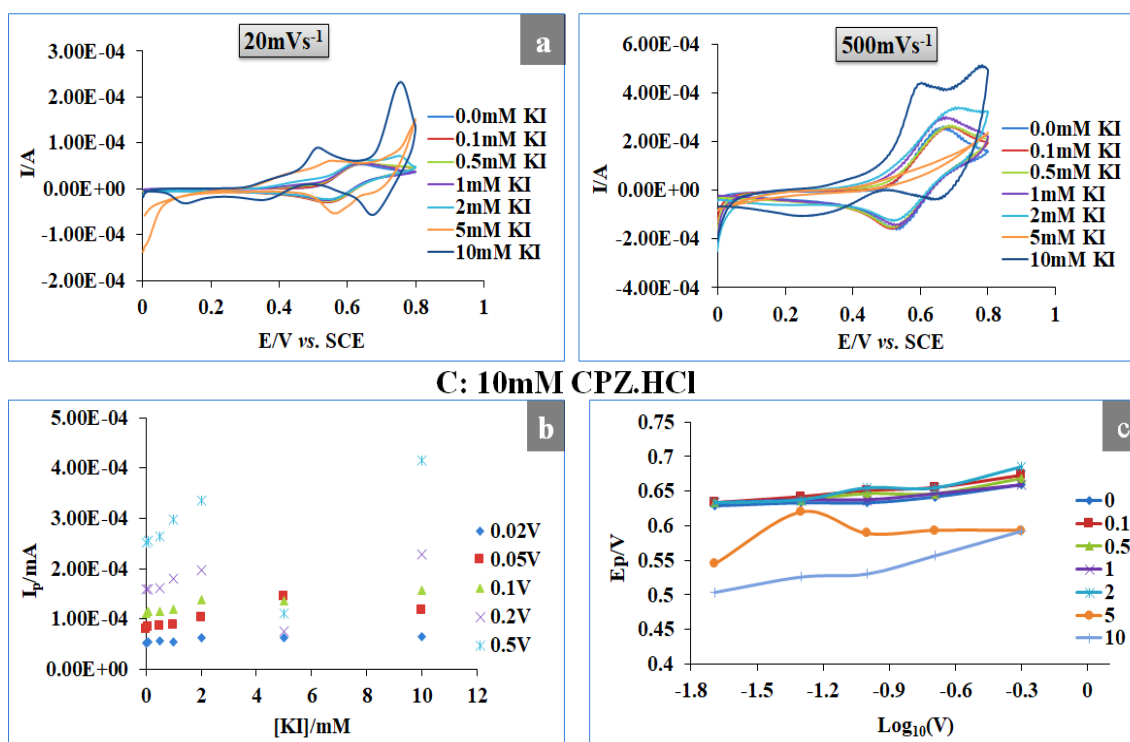 20mVs-1
a
3.00E-04
2.00E-04
1.00E-04
0.00E+00
-1.00E-04
-2.00E-04
I/A
0 0.2 0.4 0.6 0.8 1
E/V vs. SCE
0.0mM KI
0.1mM KI
0.5mM KI
1mM KI
2mM KI
5mM KI
10mM KI
500mVs-1
6.00E-04
4.00E-04
2.00E-04
0.00E+00
-2.00E-04
-4.00E-04
I/A
0 0.2 0.4 0.6 0.8 1
E/V vs. SCE
0.0mM KI
0.1mM KI
0.5mM KI
1mM KI
2mM KI
5mM KI
10mM KI
C: 10mM CPZ.HCl
b
5.00E-04
4.00E-04
3.00E-04
2.00E-04
1.00E-04
0.00E+00
Ip/mA
0 2 4 6 8 10 12
[KI]/mM
0.02V
0.05V
0.1V
0.2V
0.5V
c
0.75
0.7
0.65
0.6
0.55
0.5
0.45
0.4
Ep/V
-1.8 -1.5 -1.2 -0.9 -0.6 -0.3 0
Log10(V)
0
0.1
0.5
1
2
5
10